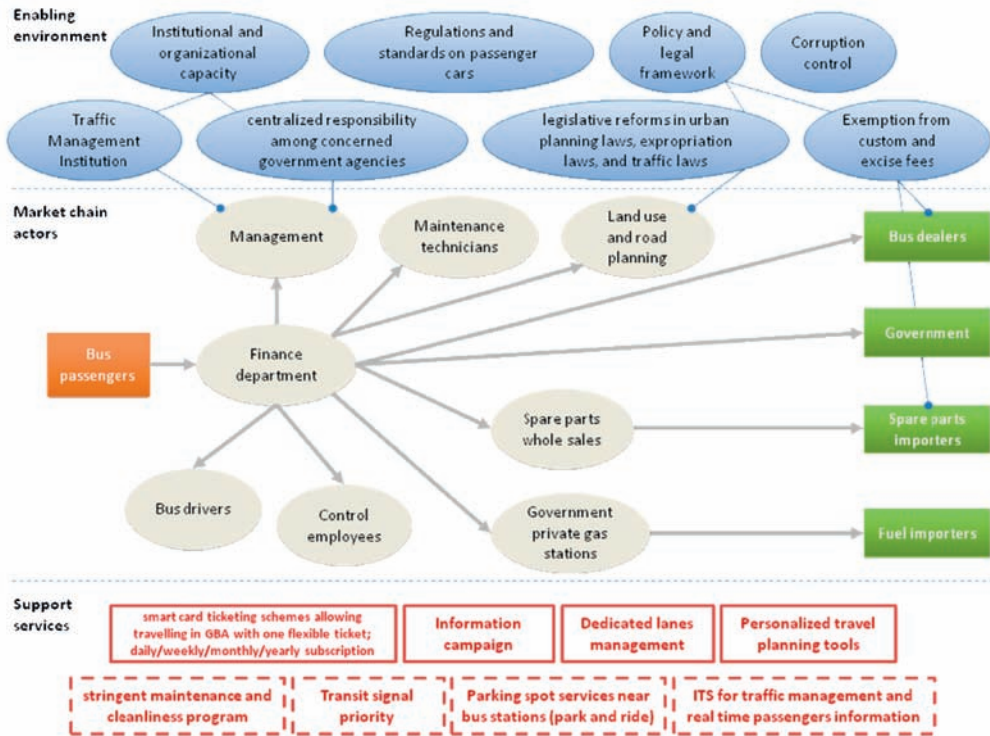 Enabling
environment
Institutional and
organizational
capacity
Regulations and
standards on passenger
cars
Policy and
legal
framework
Corruption
control
Traffic
Management
Institution
centralized responsibility
among concerned
government agencies
legislative reforms in urban
planning laws, expropriation
laws, and traffic laws
Exemption from
custom and
excise fees
Market chain
actors
Management
Maintenance
technicians
Land use
and road
planning
Bus dealers
Bus
passengers
Finance
department
Government
Spare parts
whole sales
Spare parts
importers
Bus drivers
Control
employees
Government
private gas
stations
Fuel importers
Support
services
smart card ticketing schemes allowing
travelling in GBA with one flexible ticket;
daily/weekly/monthly/yearly subscription
Information
campaign
Dedicated lanes
management
Personalized travel
planning tools
stringent maintenance and
cleanliness program
Transit signal
priority
Parking spot services near
bus stations (park and ride)
ITS for traffic management and
real time passengers information